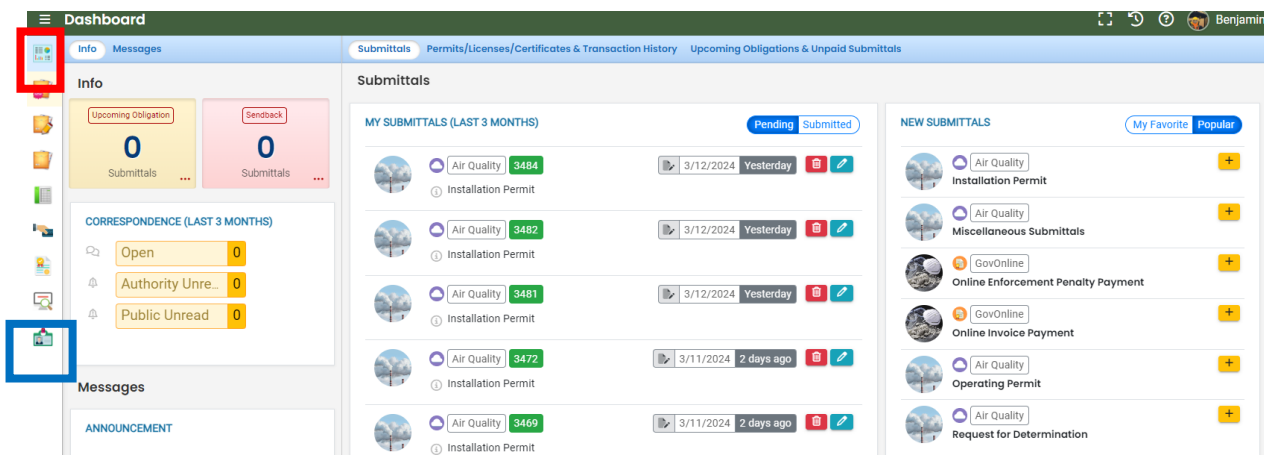 Dashboard
Benjamin
Info Messages
Submittals Permits/Licenses/Certificates & Transaction History Upcoming Obligations & Unpaid Submittals
Info
Upcoming Obligation
0
Submittals
...
Sendback
0
Submittals
...
CORRESPONDENCE (LAST 3 MONTHS)
Open 0
Authority Unre... 0
Public Unread 0
Messages
ANNOUNCEMENT
Submittals
MY SUBMITTALS (LAST 3 MONTHS)
Pending Submitted
Air Quality 3484 3/12/2024 Yesterday
Installation Permit
Air Quality 3482 3/12/2024 Yesterday
Installation Permit
Air Quality 3481 3/12/2024 Yesterday
Installation Permit
Air Quality 3472 3/11/2024 2 days ago
Installation Permit
Air Quality 3469 3/11/2024 2 days ago
Installation Permit
NEW SUBMITTALS
My Favorite Popular
Air Quality
Installation Permit
Air Quality
Miscellaneous Submittals
GovOnline
Online Enforcement Penalty Payment
GovOnline
Online Invoice Payment
Air Quality
Operating Permit
Air Quality
Request for Determination